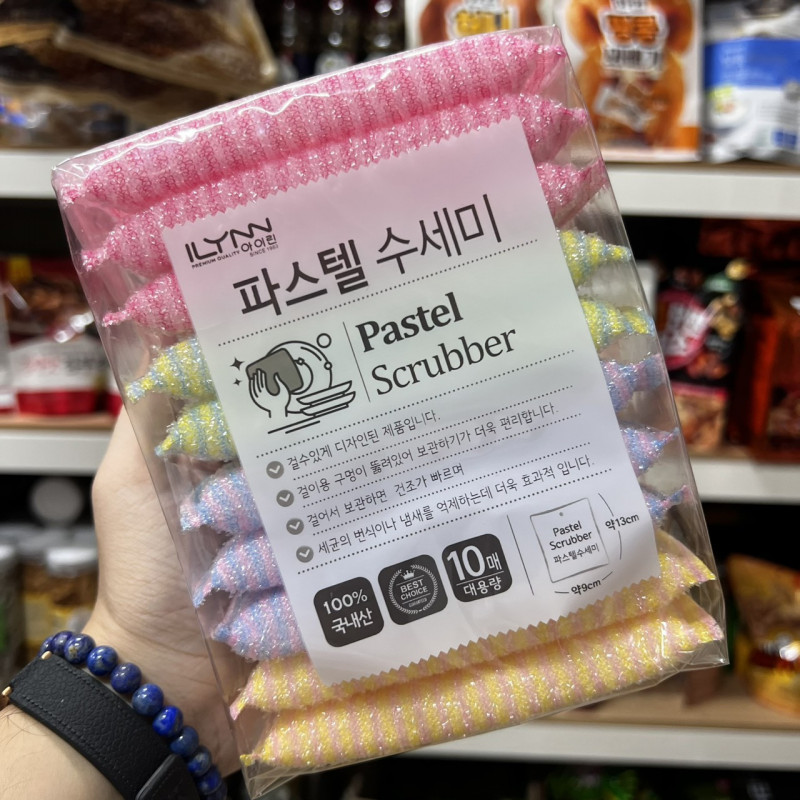 ILYNN 아이린
PREMIUM QUALITY SINCE 1982
파스텔 수세미
Pastel
Scrubber
걸수있게 디자인된 제품입니다.
걸이용 구멍이 뚫려있어 보관하기가 더욱 편리합니다.
걸어서 보관하면 건조가 빠르며
세균의 번식이나 냄새를 억제하는데 더욱 효과적 입니다.
100%
국내산
BEST
CHOICE
10매
대용량
Pastel
Scrubber
파스텔수세미
약13cm
약9cm